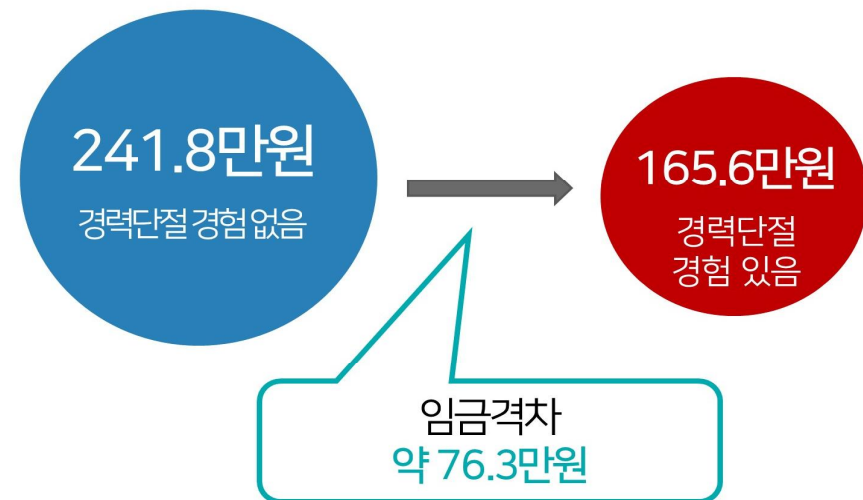 241.8만원
경력단절 경험 없음
165.6만원
경력단절
경험 있음
임금격차
약 76.3만원